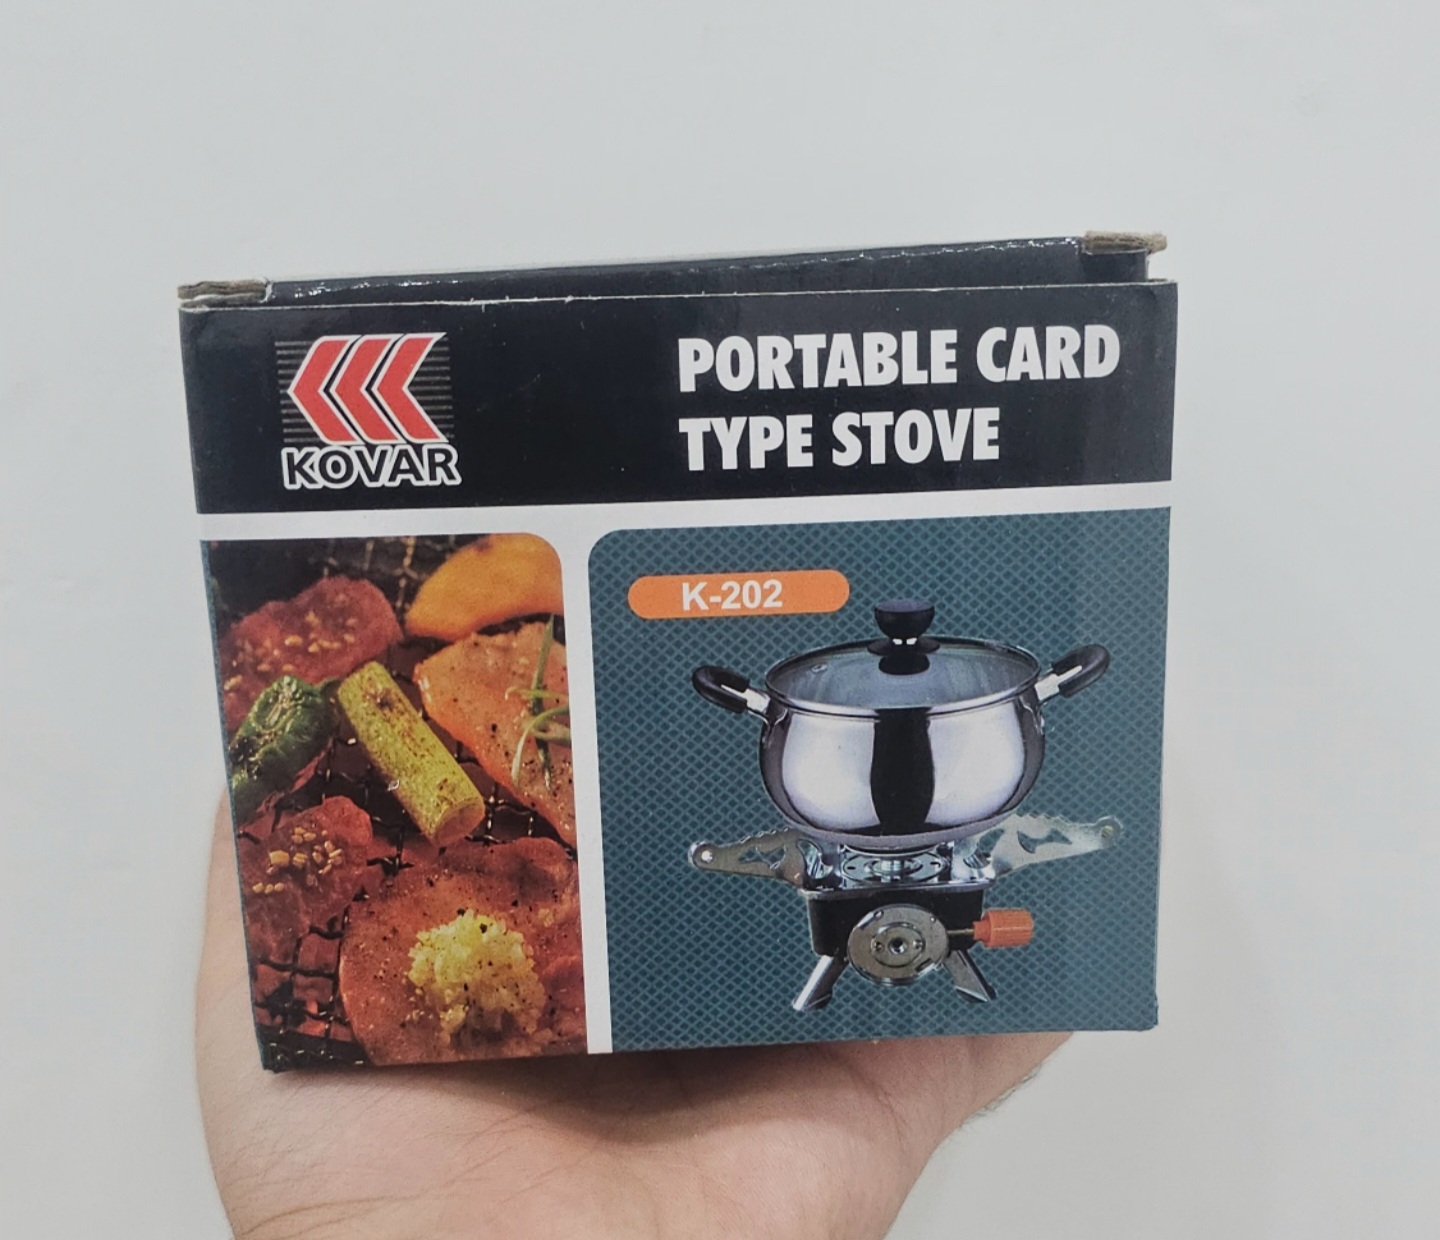 KOVAR
PORTABLE CARD
TYPE STOVE
K-202